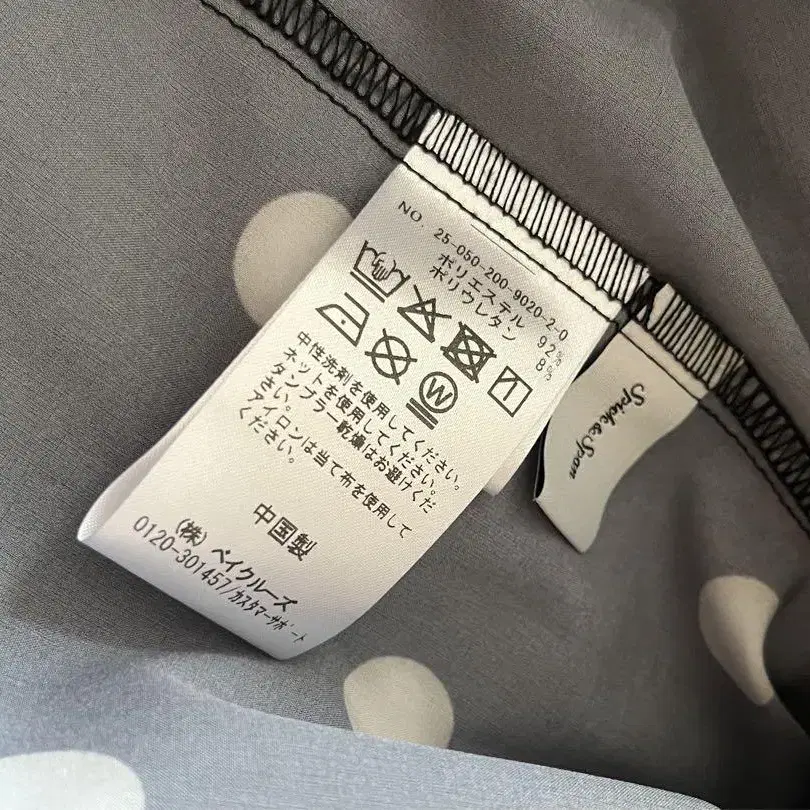 NO. 25-050-200-9020-2-0
ポリエステル 92%
ポリウレタン 8%
中性洗剤を使用してください。
ネットを使用してください。
タンブラー乾燥はお避けくだ
さい。
アイロンは当て布を使用して
ください。
中国製
(株) ベイクルーズ
0120-301457/カスタマーサポート
Spick & Span